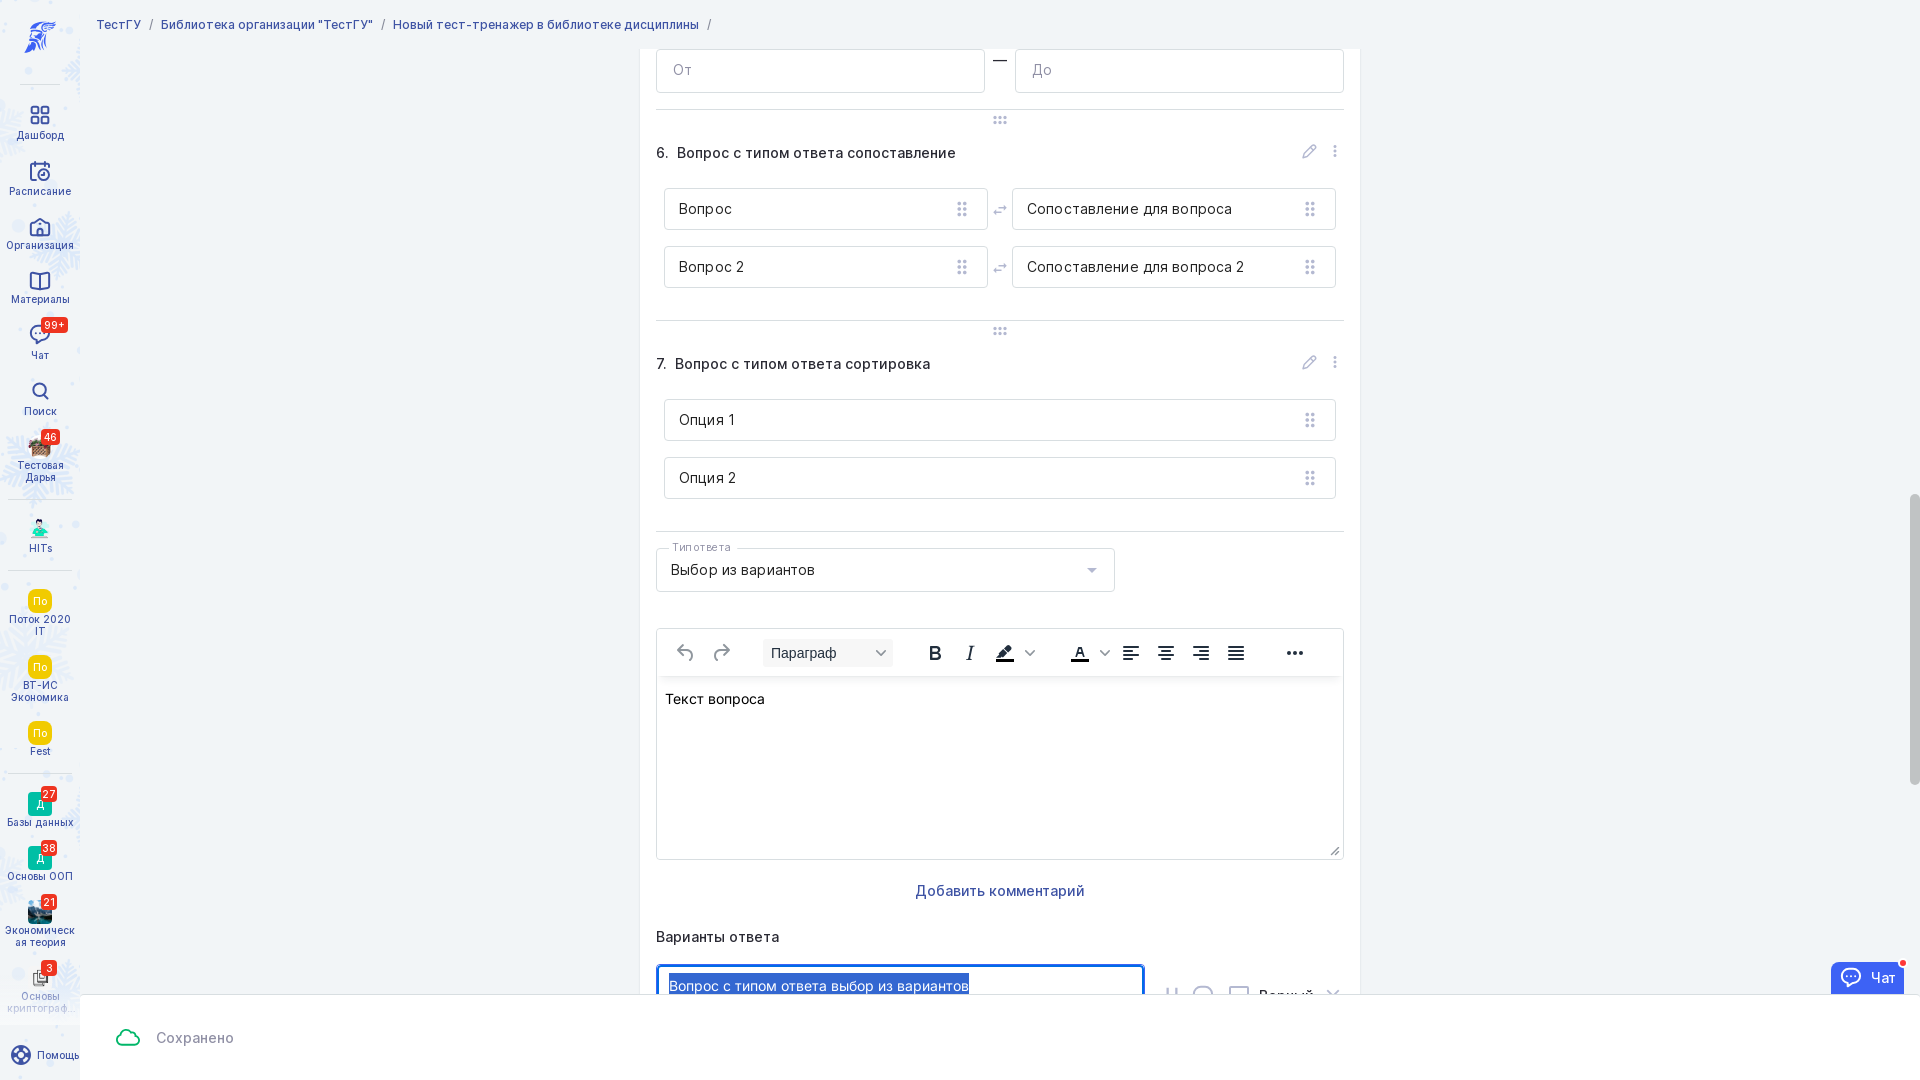 ТестГУ / Библиотека организации "ТестГУ" / Новый тест-тренажер в библиотеке дисциплины /
Дашборд
Расписание
Организация
Материалы
99+
Чат
Поиск
46
Тестовая
Дарья
HITs
По
Поток 2020
IT
По
ВТ-ИС
Экономика
По
Fest
27
Д
Базы данных
38
Д
Основы ООП
21
Экономическ
ая теория
3
Основы
криптограф...
Помощь
От — До
6. Вопрос с типом ответа сопоставление
Вопрос Сопоставление для вопроса
Вопрос 2 Сопоставление для вопроса 2
7. Вопрос с типом ответа сортировка
Опция 1
Опция 2
Тип ответа
Выбор из вариантов
Параграф B I A
Текст вопроса
Добавить комментарий
Варианты ответа
Вопрос с типом ответа выбор из вариантов
Верный
Чат
Сохранено